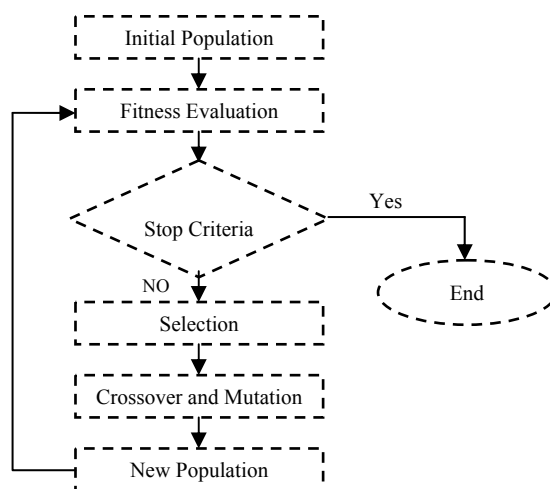 Initial Population
Fitness Evaluation
Yes
Stop Criteria
End
NO
Selection
Crossover and Mutation
New Population